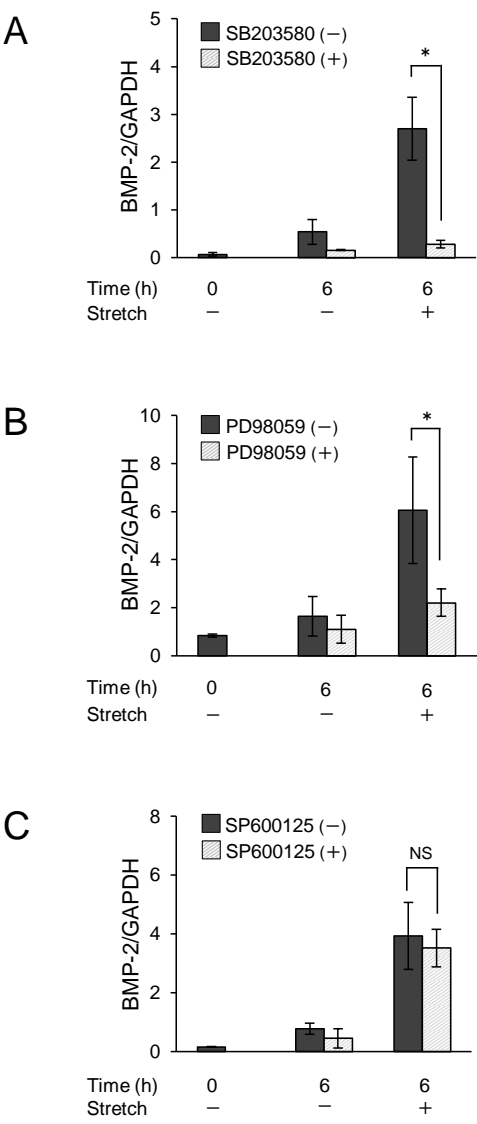 A
5
SB203580 (−)
SB203580 (+)
*
4
3
2
1
0
BMP-2/GAPDH
Time (h) 0 6 6
Stretch − − +
B
10
PD98059 (−)
PD98059 (+)
*
8
6
4
2
0
BMP-2/GAPDH
Time (h) 0 6 6
Stretch − − +
C
8
SP600125 (−)
SP600125 (+)
NS
6
4
2
0
BMP-2/GAPDH
Time (h) 0 6 6
Stretch − − +